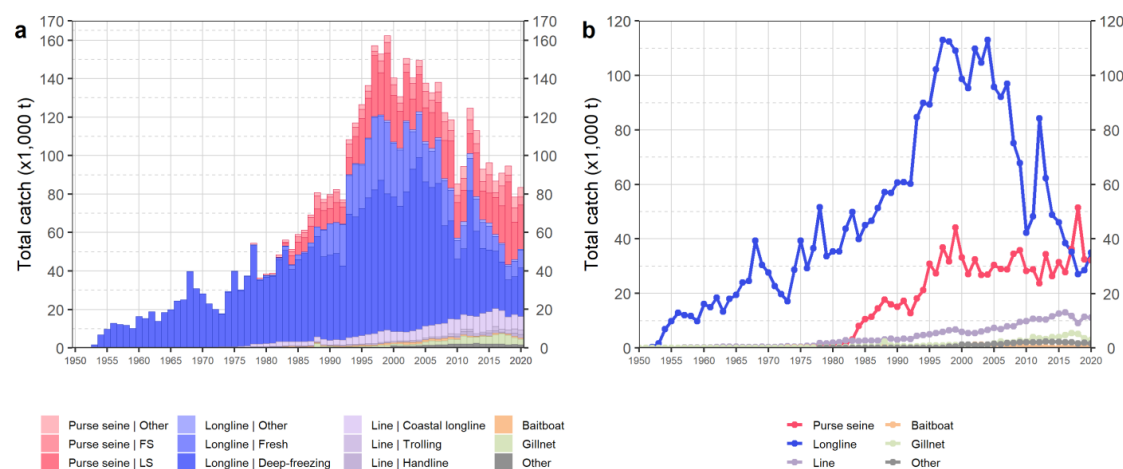 a
Total catch (x1,000 t)
170
160
140
120
100
80
60
40
20
0
170
160
140
120
100
80
60
40
20
0
1950 1955 1960 1965 1970 1975 1980 1985 1990 1995 2000 2005 2010 2015 2020
Purse seine | Other
Purse seine | FS
Purse seine | LS
Longline | Other
Longline | Fresh
Longline | Deep-freezing
Line | Coastal longline
Line | Trolling
Line | Handline
Baitboat
Gillnet
Other
b
Total catch (x1,000 t)
120
100
80
60
40
20
0
120
100
80
60
40
20
0
1950 1955 1960 1965 1970 1975 1980 1985 1990 1995 2000 2005 2010 2015 2020
Purse seine
Longline
Line
Baitboat
Gillnet
Other